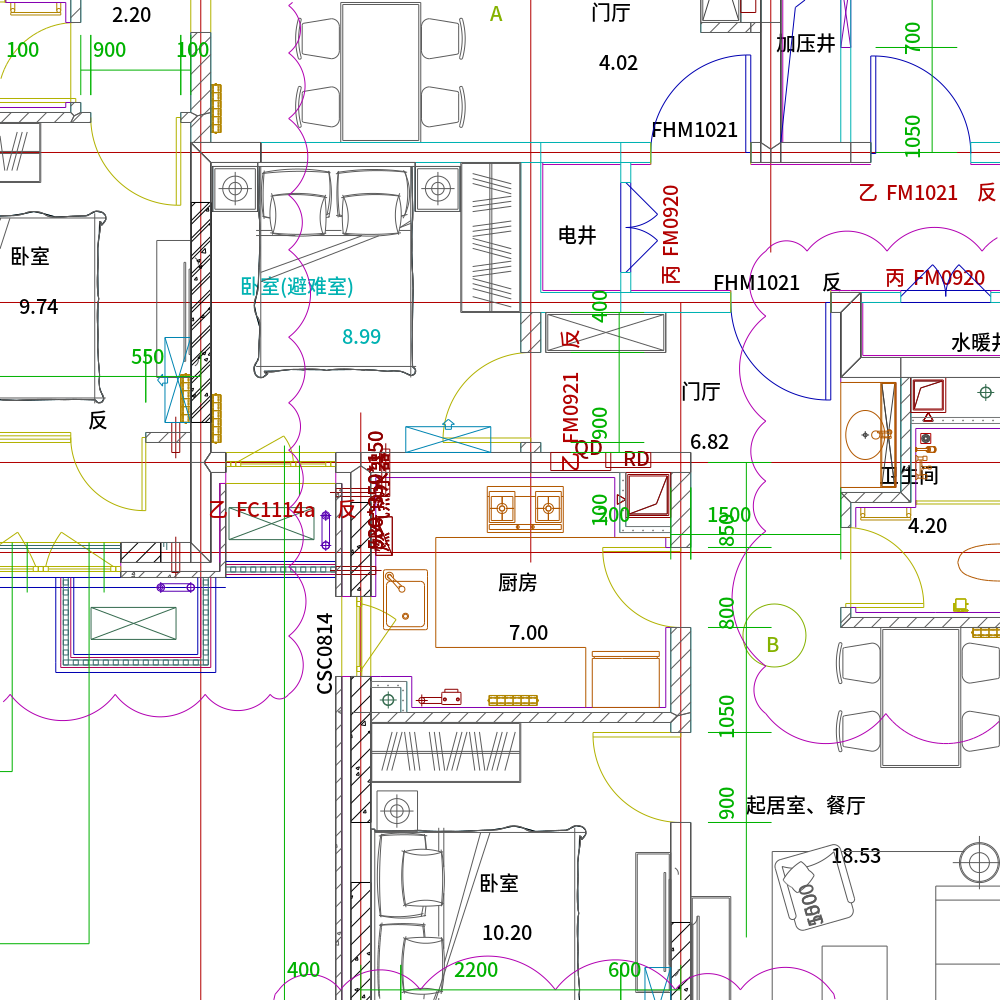 2.20
A
门厅
4.02
加压井
700
100
900
100
FHM1021
1050
乙 FM1021 反
电井
丙 FM0920
卧室
9.74
卧室(避难室)
8.99
FHM1021 反
丙 FM0920
400
反
水暖井
550
反
FM0921
乙
900
门厅
6.82
QD
RD
卫生间
4.20
乙 FC1114a 反
100
200
1500
850
厨房
7.00
CSC0814
800
B
1050
900
起居室、餐厅
18.53
卧室
10.20
400
2200
600